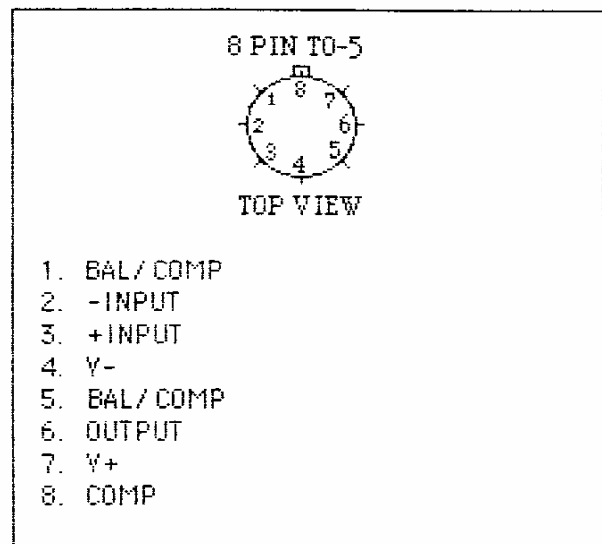 8 PIN TO-5
8
1 7
2 6
3 5
4
TOP VIEW
1. BAL/COMP
2. -INPUT
3. +INPUT
4. V-
5. BAL/COMP
6. OUTPUT
7. V+
8. COMP